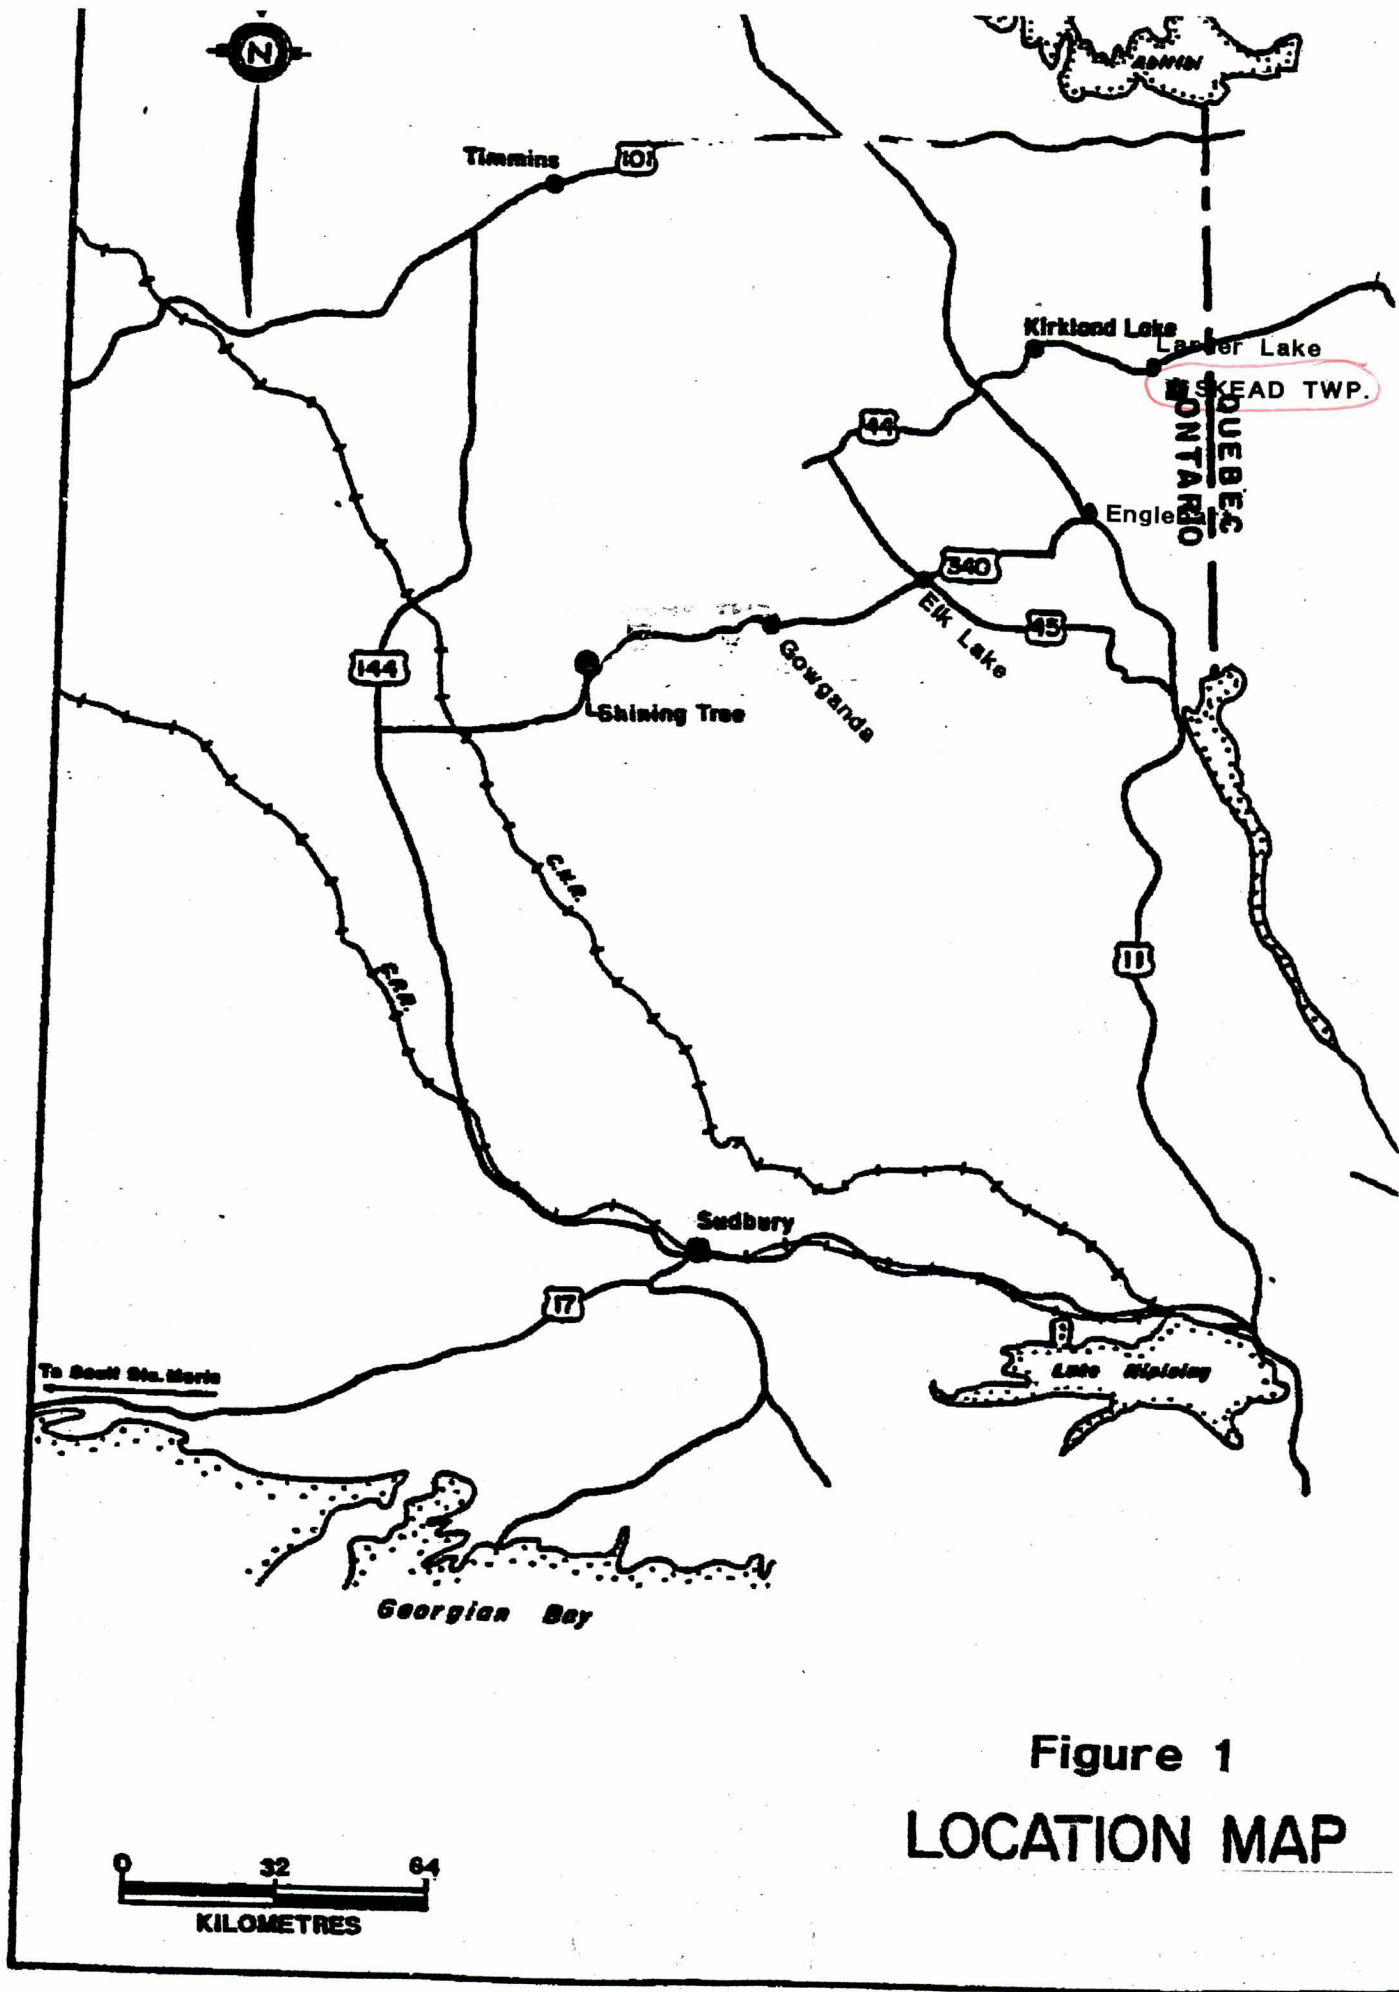 N
Abitibi
Timmins
101
Kirkland Lake
Larder Lake
SKEAD TWP.
QUEBEC
ONTARIO
44
Englehart
340
Elk Lake
45
Gowganda
144
Shining Tree
C.N.R.
11
C.P.R.
Sudbury
17
To Sault Ste. Marie
Lake Nipissing
Georgian Bay
Figure 1
LOCATION MAP
0 32 64
KILOMETRES